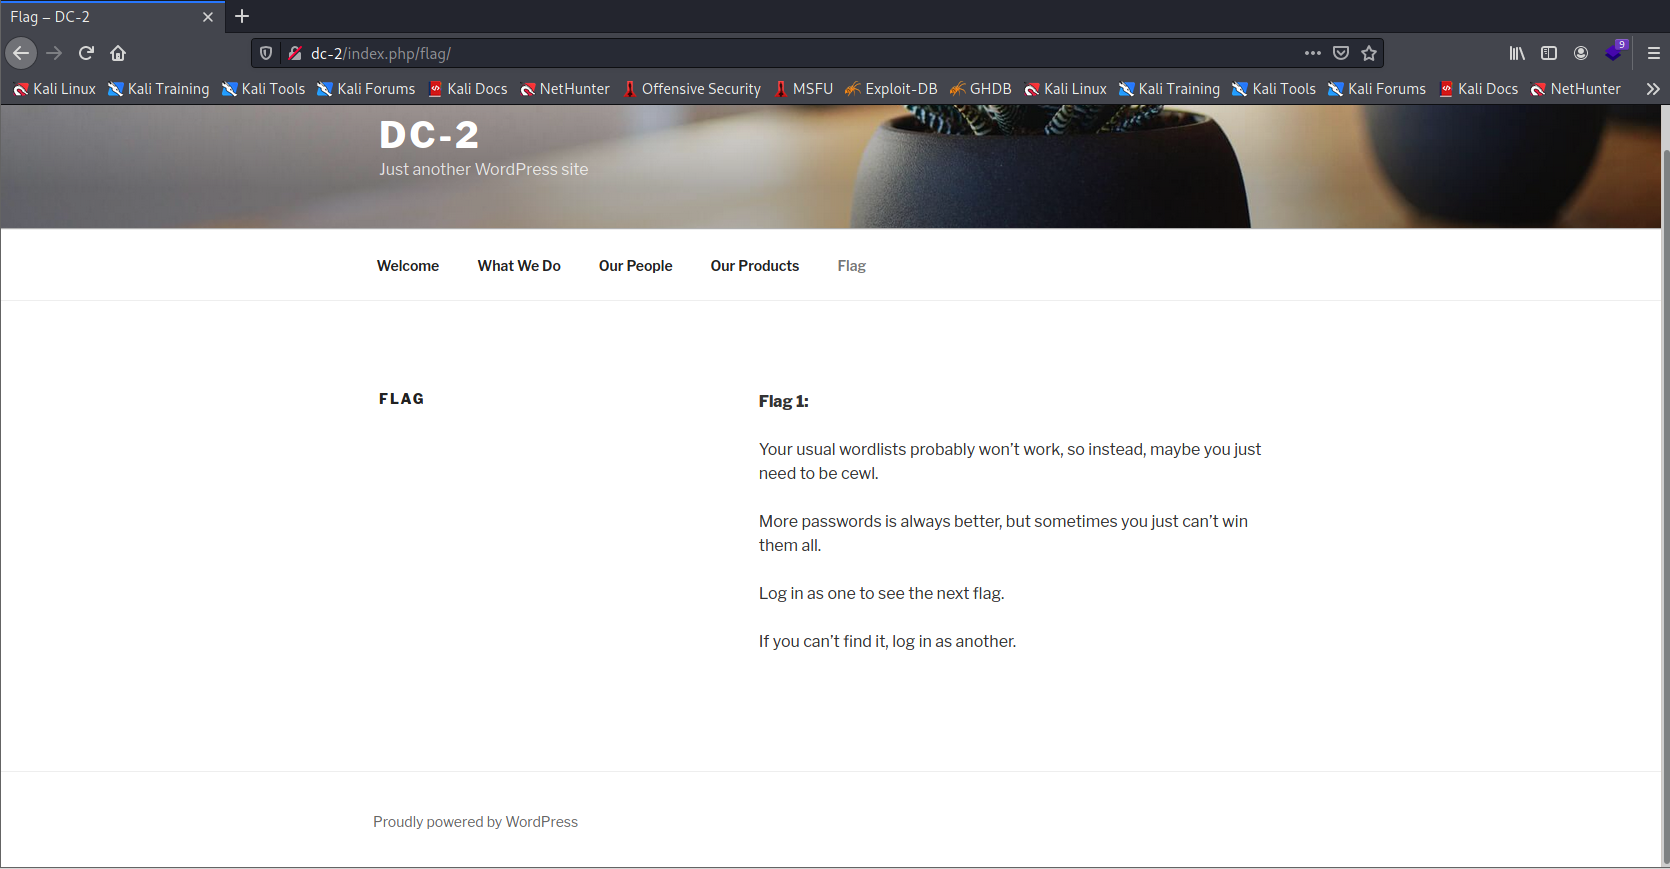 Flag – DC-2
dc-2/index.php/flag/
9
Kali Linux Kali Training Kali Tools Kali Forums Kali Docs NetHunter Offensive Security MSFU Exploit-DB GHDB Kali Linux Kali Training Kali Tools Kali Forums Kali Docs NetHunter
DC-2
Just another WordPress site
Welcome What We Do Our People Our Products Flag
FLAG
Flag 1:
Your usual wordlists probably won’t work, so instead, maybe you just
need to be cewl.
More passwords is always better, but sometimes you just can’t win
them all.
Log in as one to see the next flag.
If you can’t find it, log in as another.
Proudly powered by WordPress